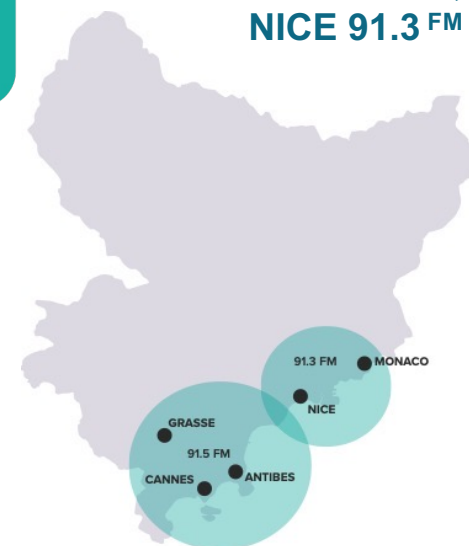 NICE 91.3 FM
91.3 FM
MONACO
NICE
GRASSE
91.5 FM
CANNES
ANTIBES